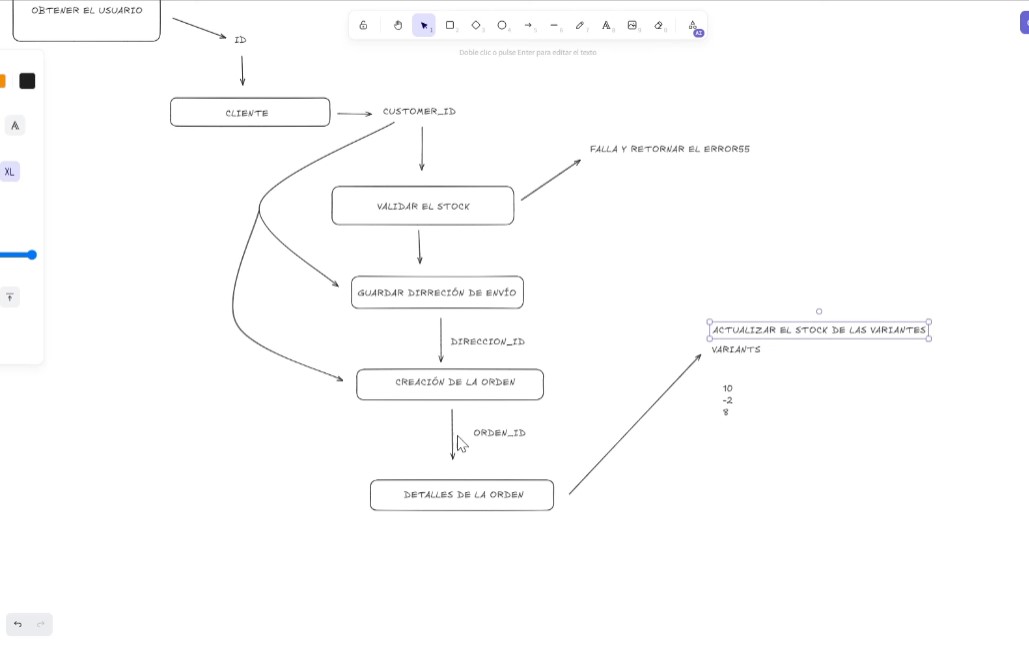 OBTENER EL USUARIO
ID
Doble clic o pulse Enter para editar el texto
CLIENTE
CUSTOMER_ID
FALLA Y RETORNAR EL ERROR55
XL
VALIDAR EL STOCK
GUARDAR DIRRECIÓN DE ENVÍO
ACTUALIZAR EL STOCK DE LAS VARIANTES
DIRECCION_ID
VARIANTS
CREACIÓN DE LA ORDEN
10
-2
8
ORDEN_ID
DETALLES DE LA ORDEN